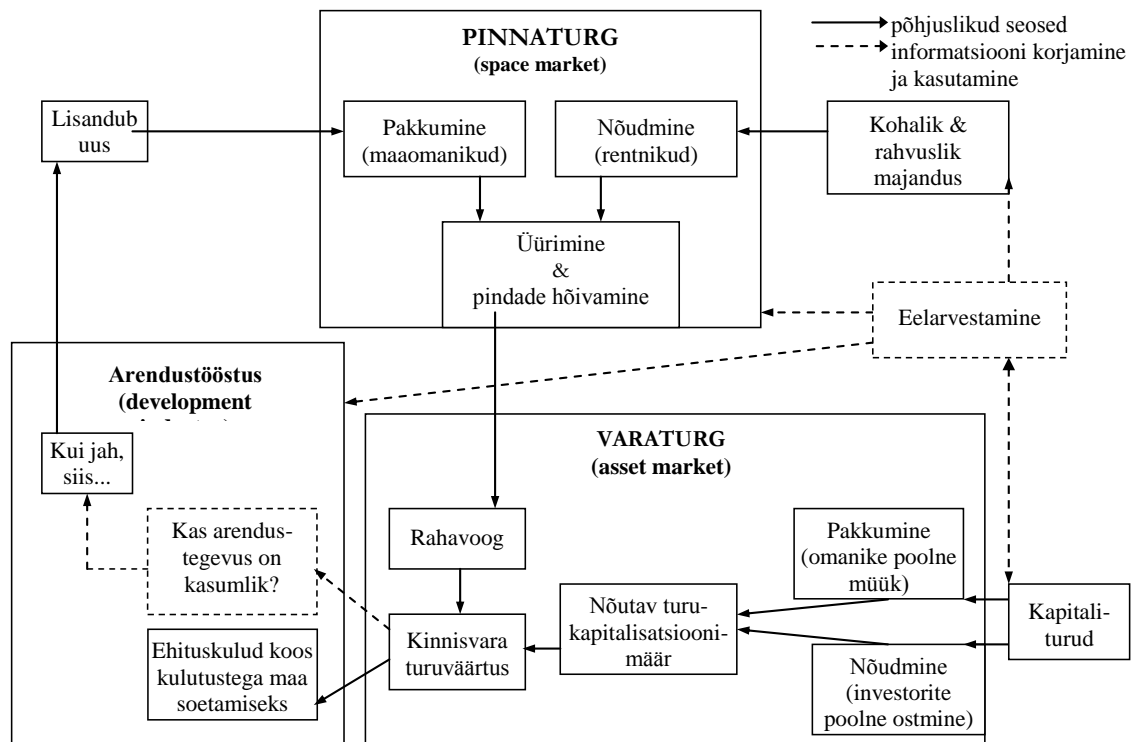 PINNATURG
(space market)
põhjuslikud seosed
informatsiooni korjamine
ja kasutamine
Lisandub
uus
Pakkumine
(maaomanikud)
Nõudmine
(rentnikud)
Kohalik &
rahvuslik
majandus
Üürimine
&
pindade hõivamine
Eelarvestamine
Arendustööstus
(development
Kui jah,
siis...
Kas arendus-
tegevus on
kasumlik?
Ehituskulud koos
kulutustega maa
soetamiseks
VARATURG
(asset market)
Rahavoog
Kinnisvara
turuväärtus
Nõutav turu-
kapitalisatsiooni-
määr
Pakkumine
(omanike poolne
müük)
Nõudmine
(investorite
poolne ostmine)
Kapitali-
turud